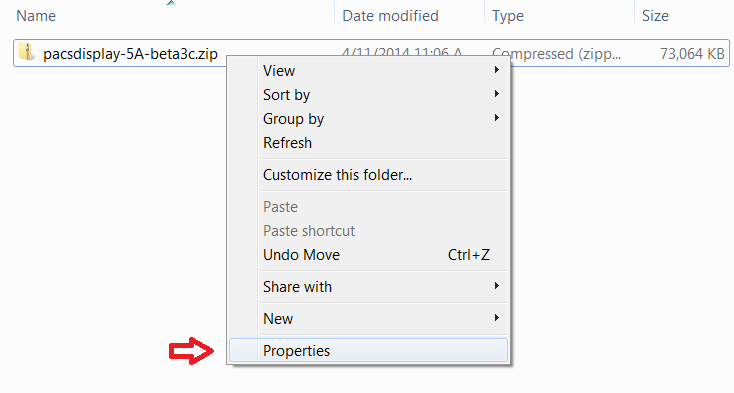 Name Date modified Type Size
pacsdisplay-5A-beta3c.zip 4/11/2014 11:06 A Compressed (zipp... 73,064 KB
View
Sort by
Group by
Refresh
Customize this folder...
Paste
Paste shortcut
Undo Move Ctrl+Z
Share with
New
Properties